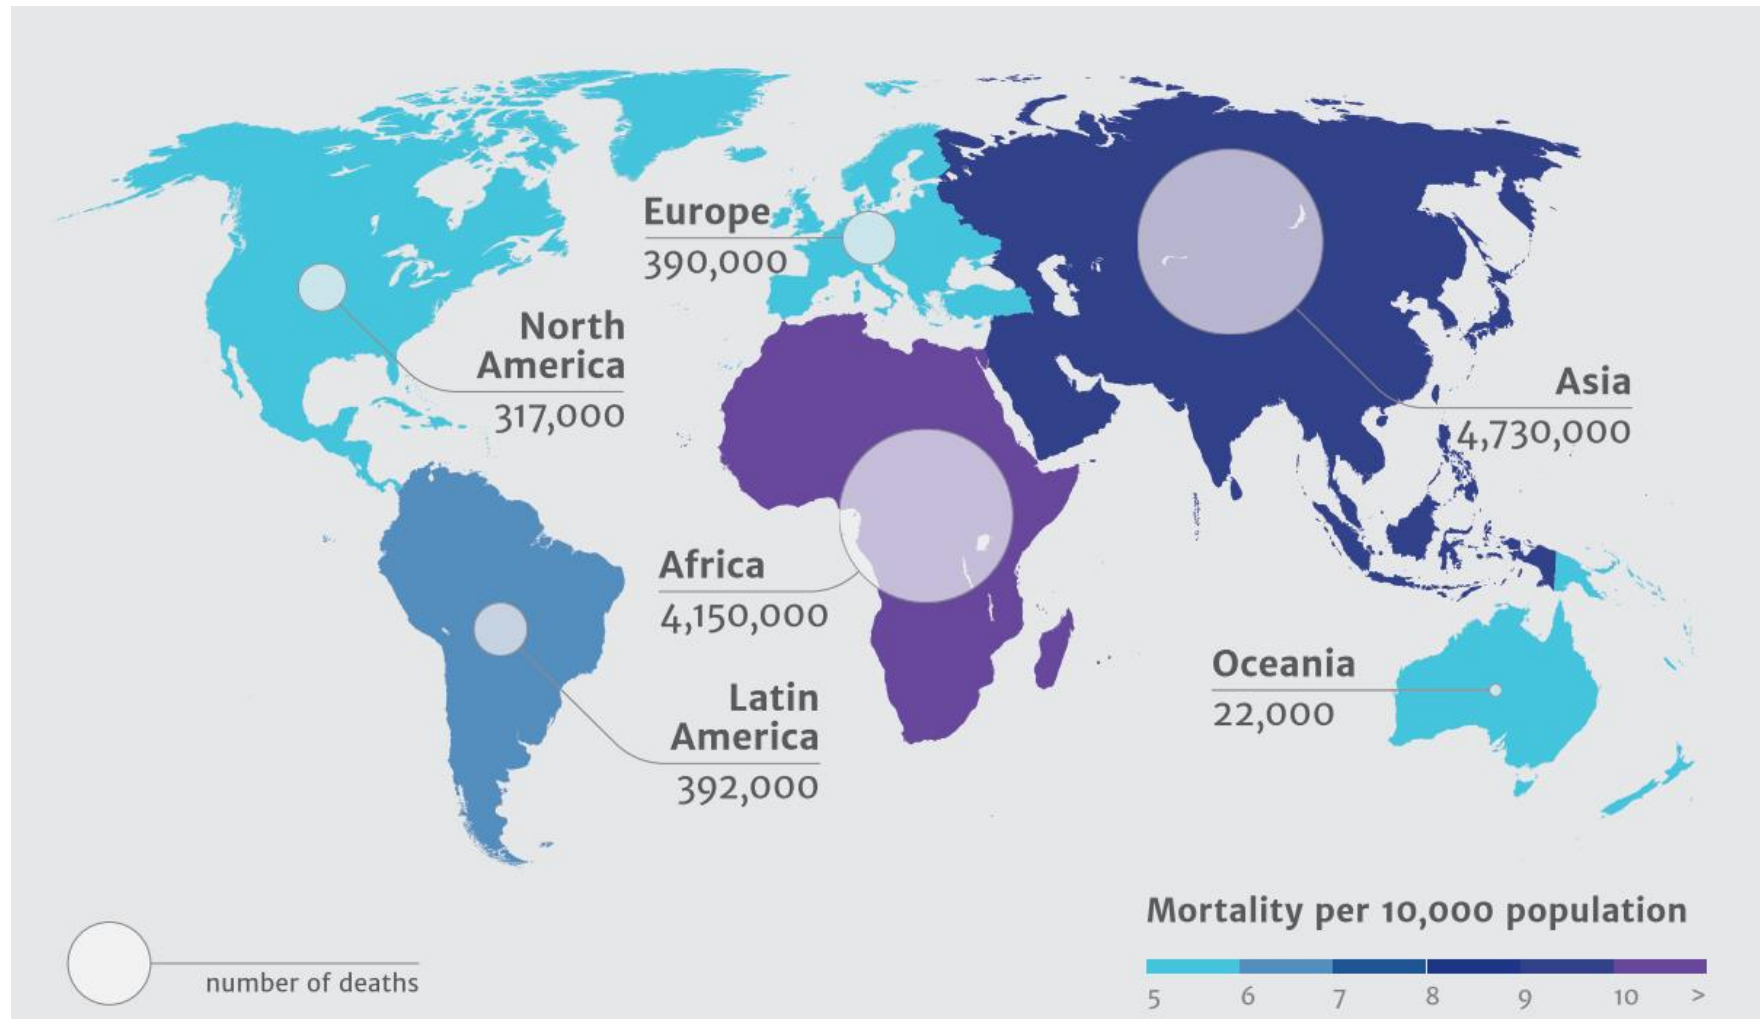 Europe
390,000
North
America
317,000
Asia
4,730,000
Africa
4,150,000
Latin
America
392,000
Oceania
22,000
Mortality per 10,000 population
5 6 7 8 9 10 >
number of deaths